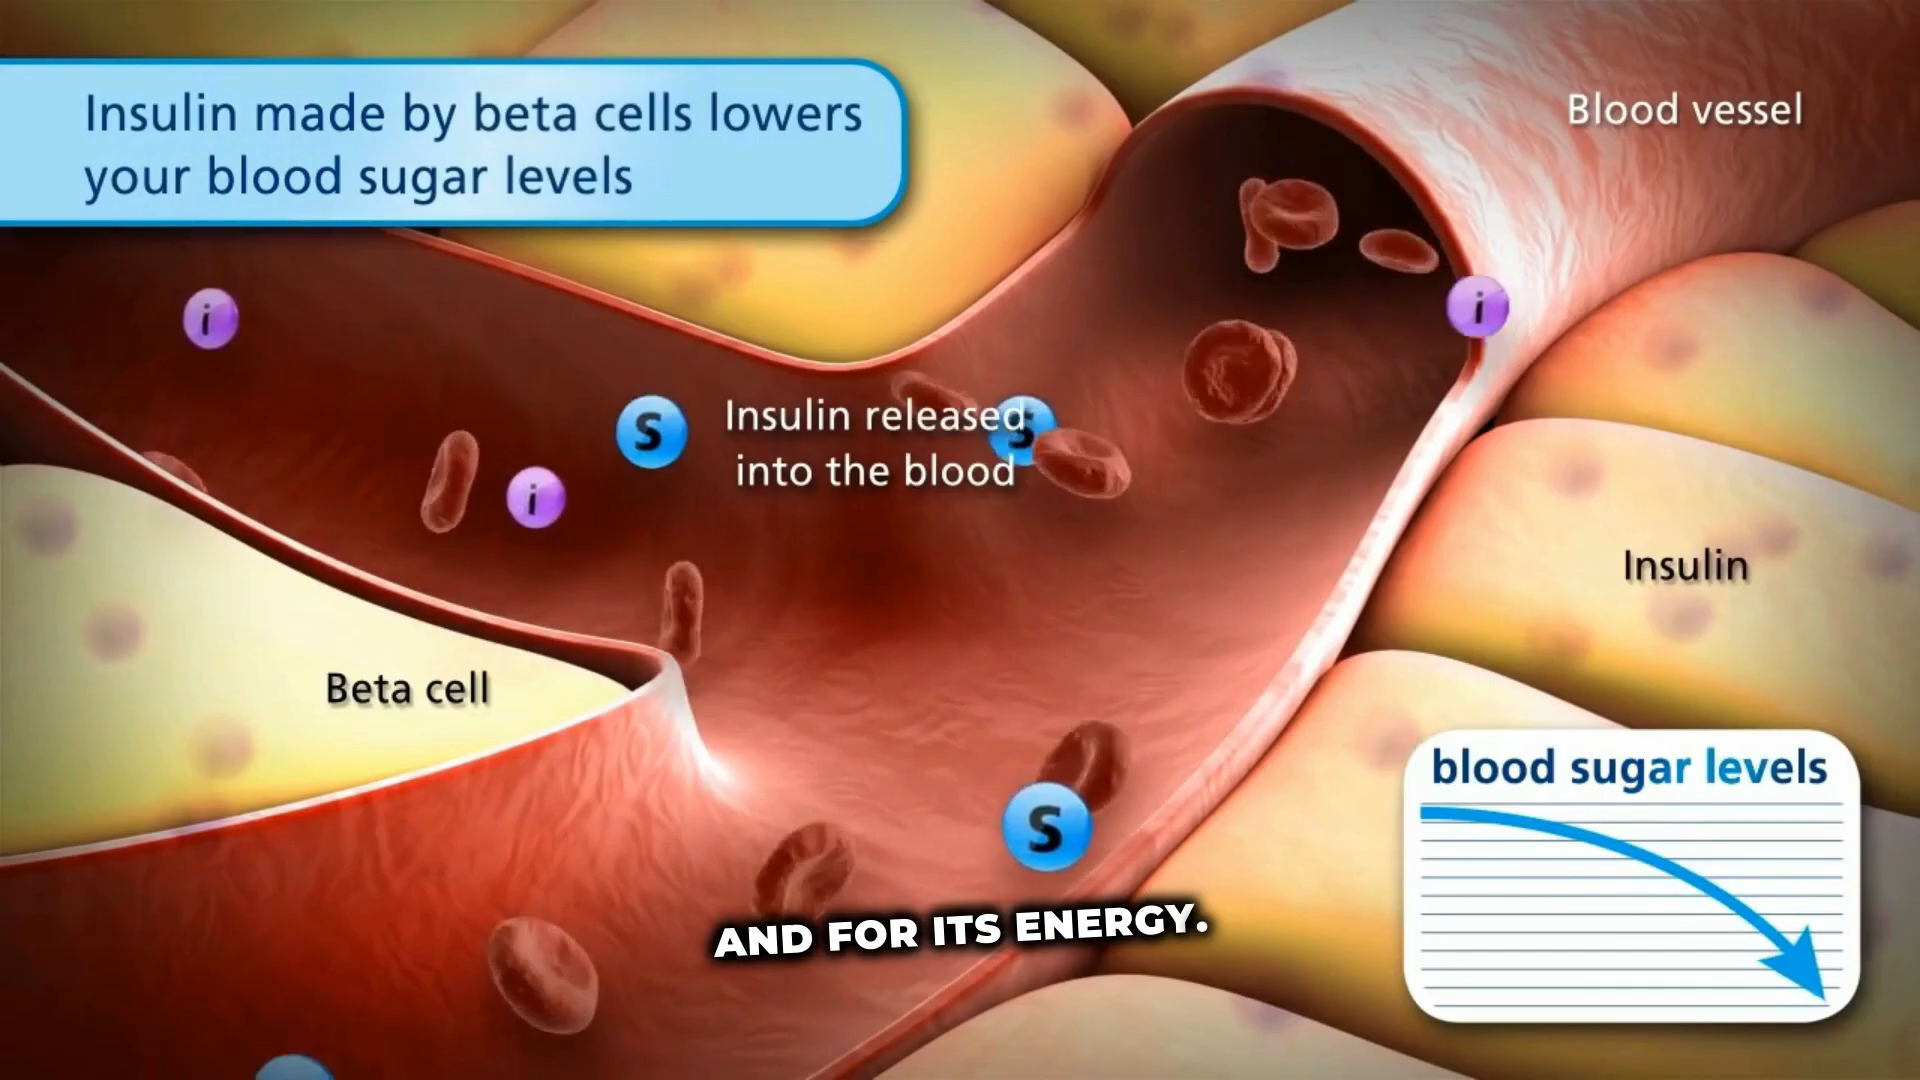 Insulin made by beta cells lowers
your blood sugar levels
Blood vessel
i
i
S
Insulin released
S
into the blood
i
Insulin
Beta cell
blood sugar levels
S
AND FOR ITS ENERGY.